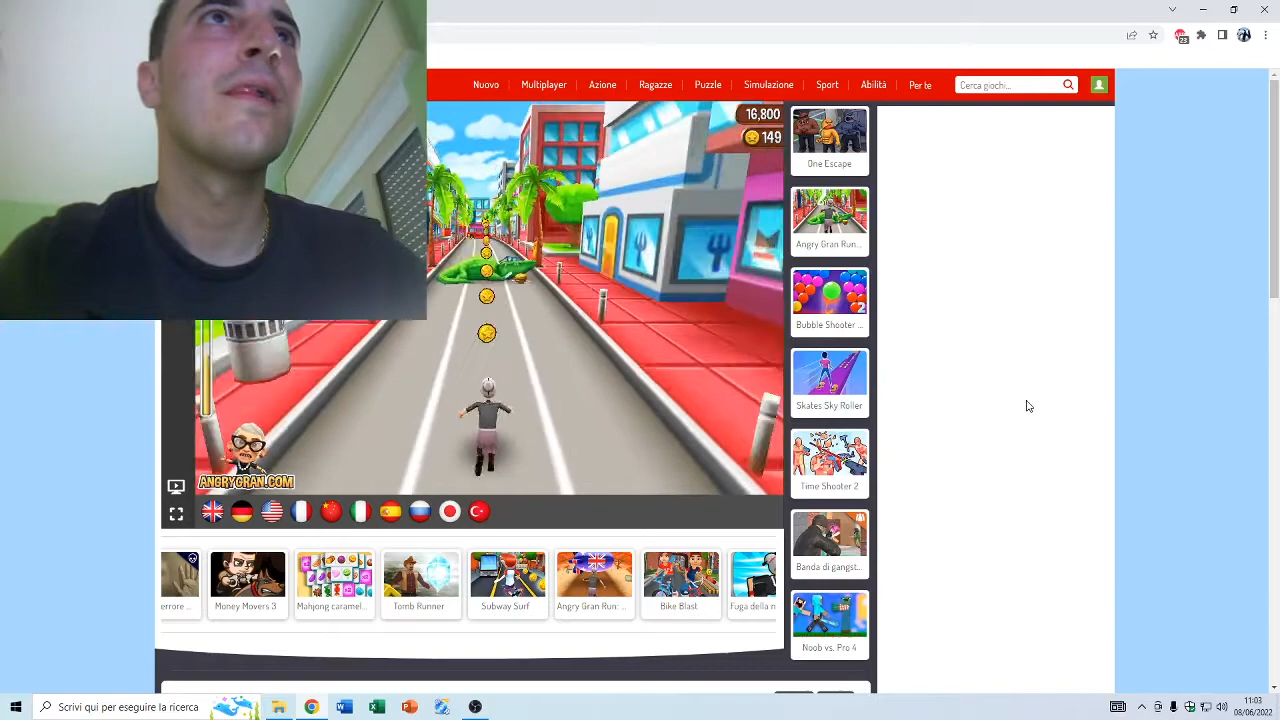 Nuovo
Multiplayer
Azione
Ragazze
Puzzle
Simulazione
Sport
Abilità
Per te
Cerca giochi...
23
16,800
149
One Escape
Angry Gran Run...
Bubble Shooter ...
2
Skates Sky Roller
Time Shooter 2
Banda di gangst...
Noob vs. Pro 4
ANGRYGRAN.COM
Money Movers 3
Mahjong caramel...
Tomb Runner
Subway Surf
Angry Gran Run: ...
Bike Blast
Fuga della n
Scrivi qui per eseguire la ricerca
11:03
08/06/2022